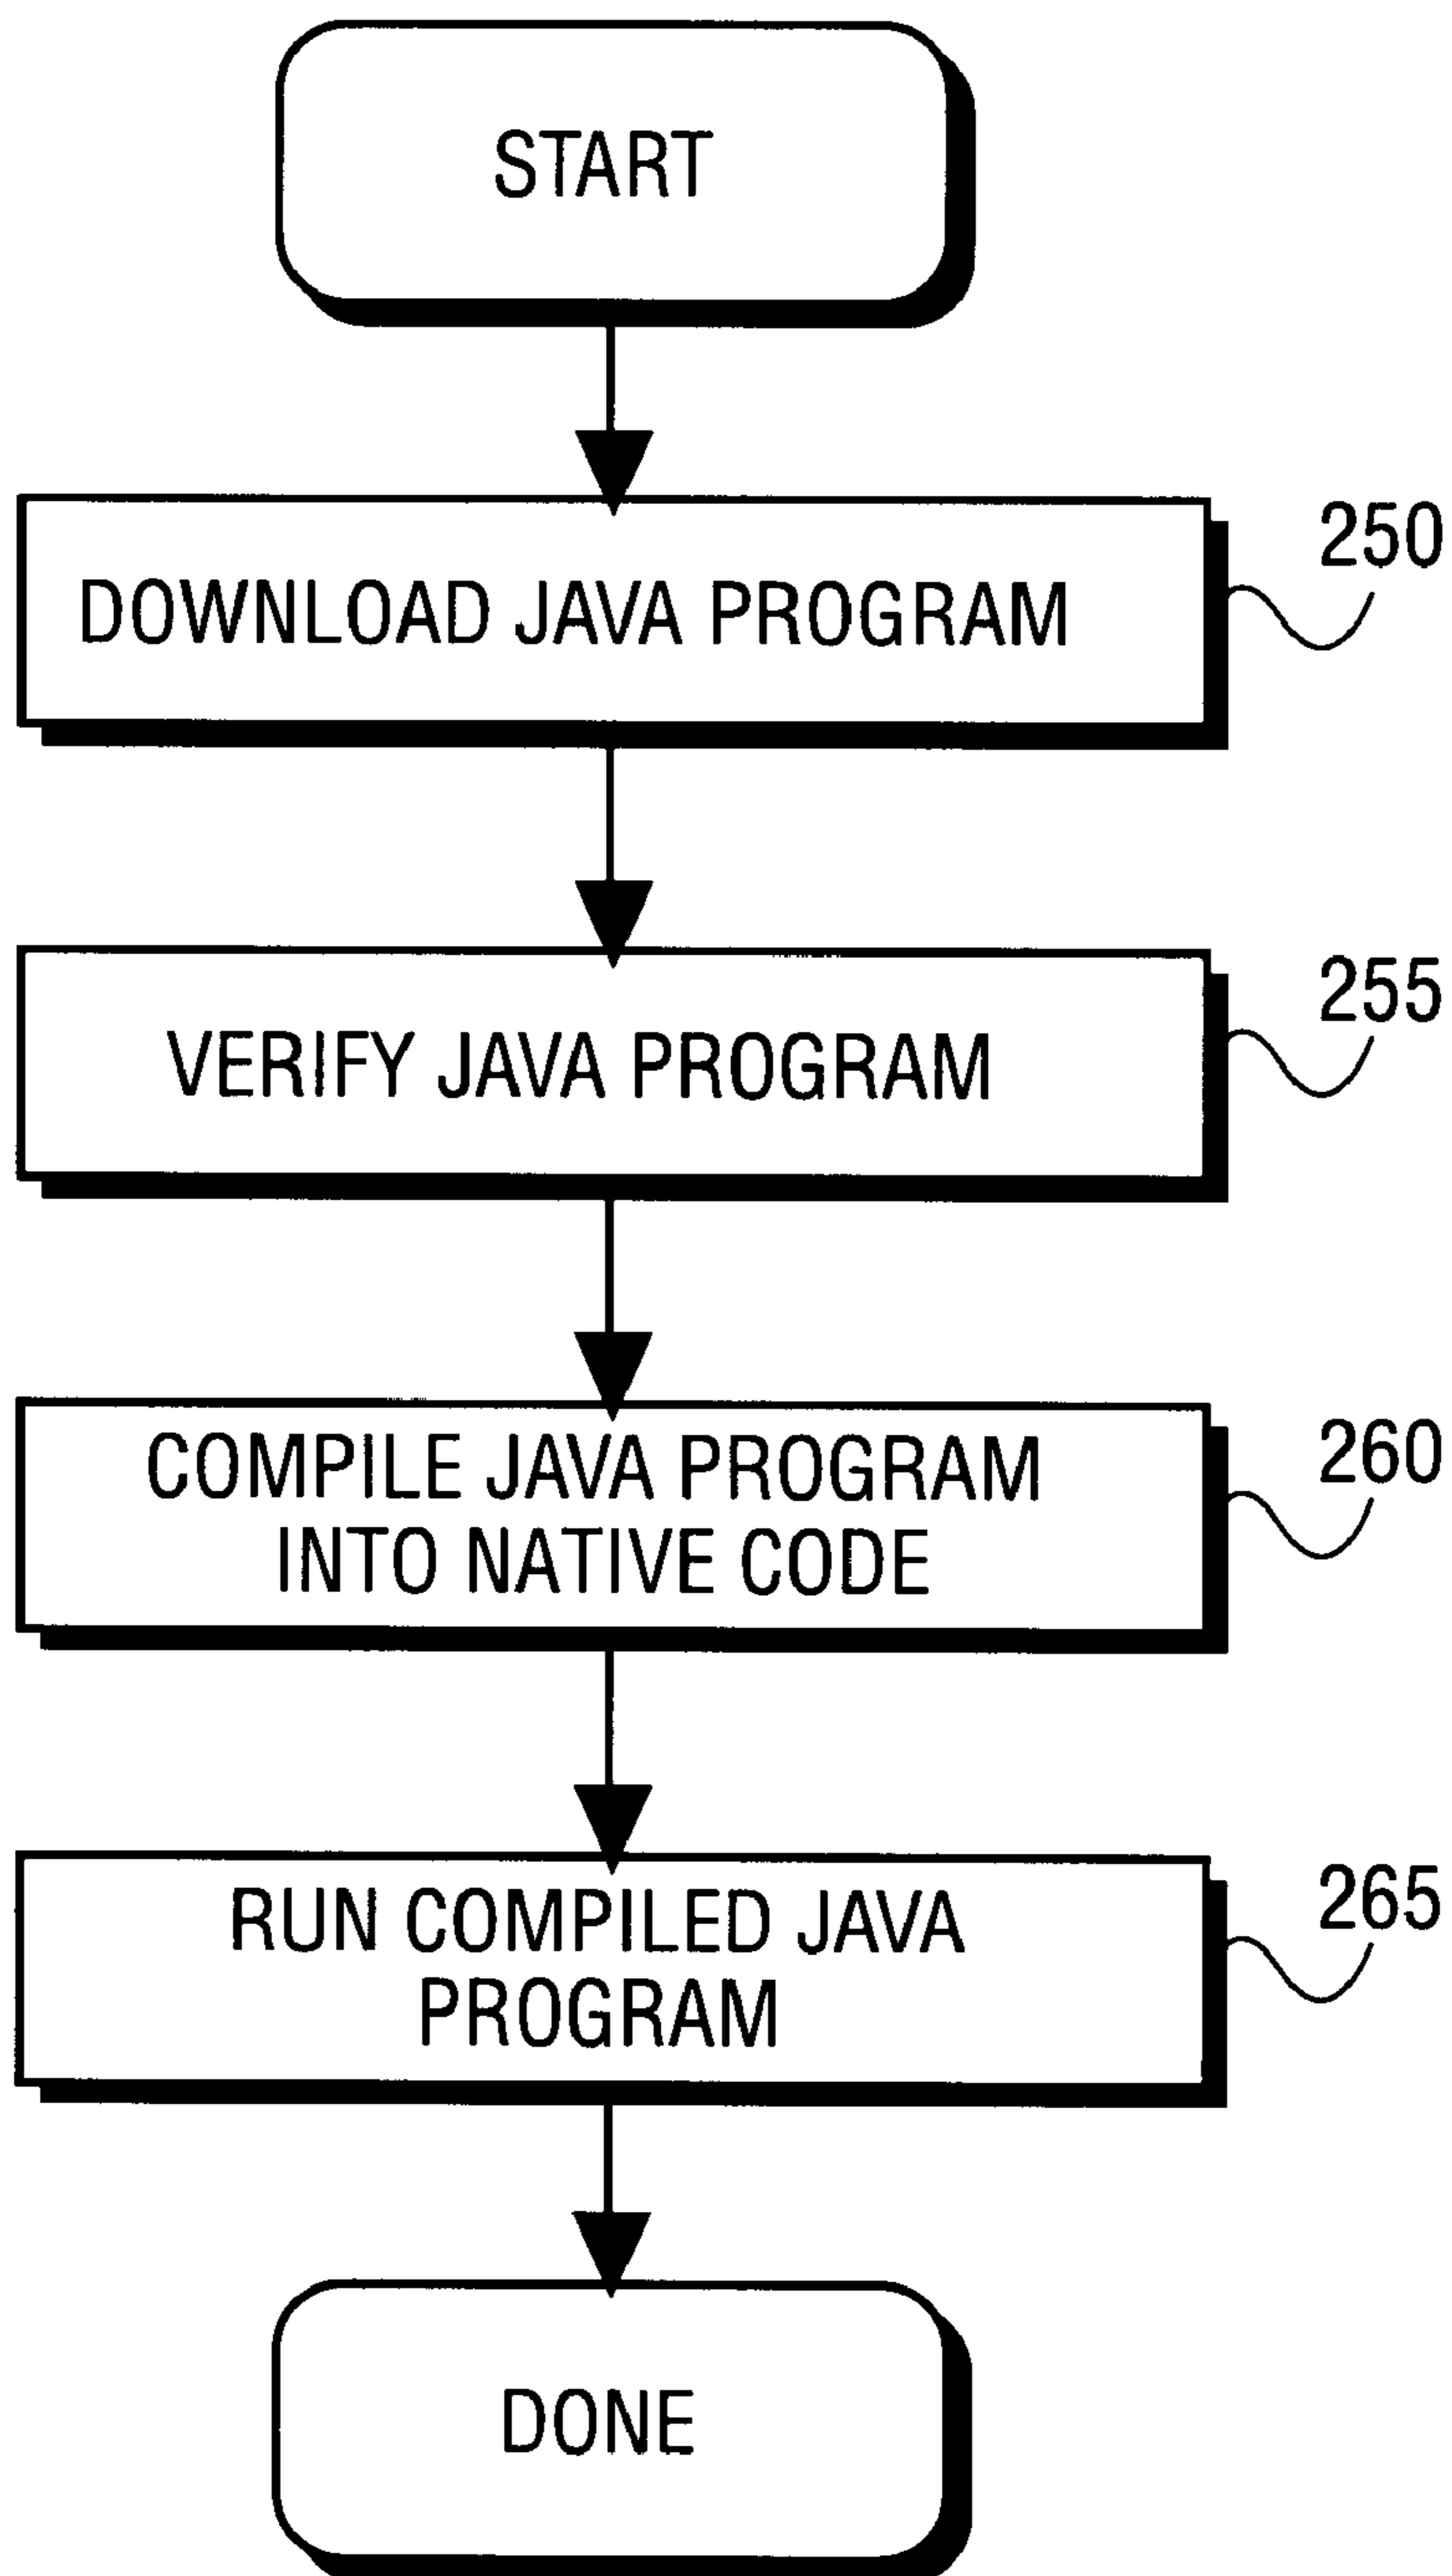 START
DOWNLOAD JAVA PROGRAM
250
VERIFY JAVA PROGRAM
255
COMPILE JAVA PROGRAM
INTO NATIVE CODE
260
RUN COMPILED JAVA
PROGRAM
265
DONE